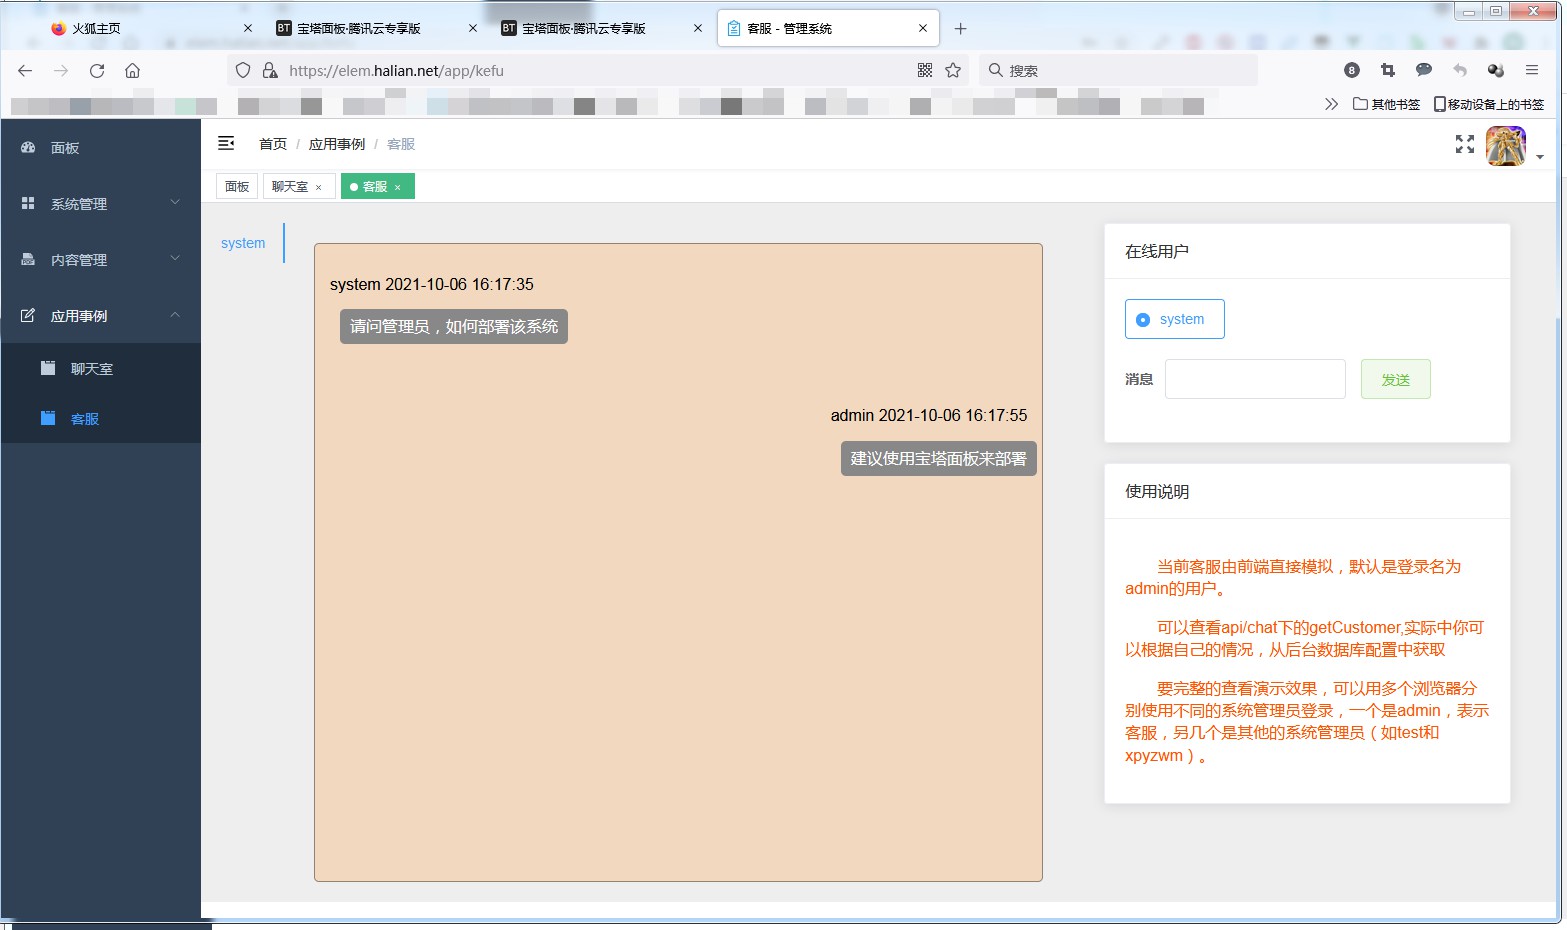 火狐主页
BT 宝塔面板·腾讯云专享版
BT 宝塔面板·腾讯云专享版
客服 - 管理系统
https://elem.halian.net/app/kefu
搜索
8
其他书签
移动设备上的书签
面板
系统管理
内容管理
应用事例
聊天室
客服
首页 / 应用事例 / 客服
面板
聊天室 ×
客服 ×
system
system 2021-10-06 16:17:35
请问管理员，如何部署该系统
admin 2021-10-06 16:17:55
建议使用宝塔面板来部署
在线用户
system
消息
发送
使用说明
当前客服由前端直接模拟，默认是登录名为
admin的用户。
可以查看api/chat下的getCustomer,实际中你可
以根据自己的情况，从后台数据库配置中获取
要完整的查看演示效果，可以用多个浏览器分
别使用不同的系统管理员登录，一个是admin，表示
客服，另几个是其他的系统管理员（如test和
xpyzwm）。